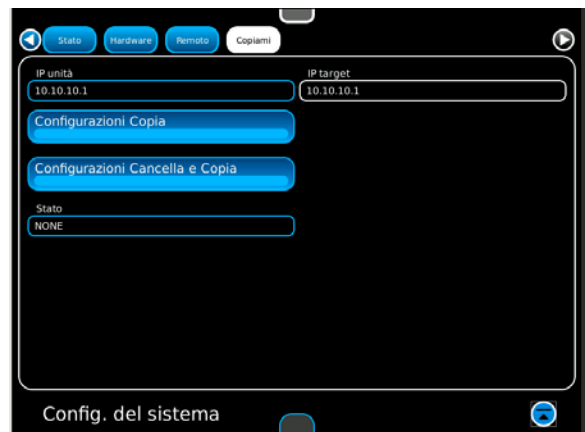 Stato Hardware Remoto Copiami
IP unità IP target
10.10.10.1 10.10.10.1
Configurazioni Copia
Configurazioni Cancella e Copia
Stato
NONE
Config. del sistema